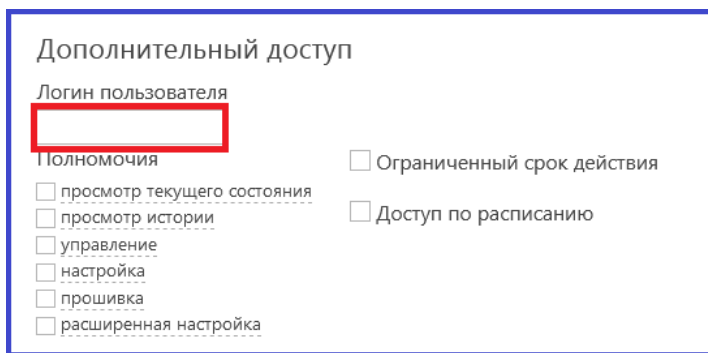 Дополнительный доступ
Логин пользователя
Полномочия
просмотр текущего состояния
просмотр истории
управление
настройка
прошивка
расширенная настройка
Ограниченный срок действия
Доступ по расписанию